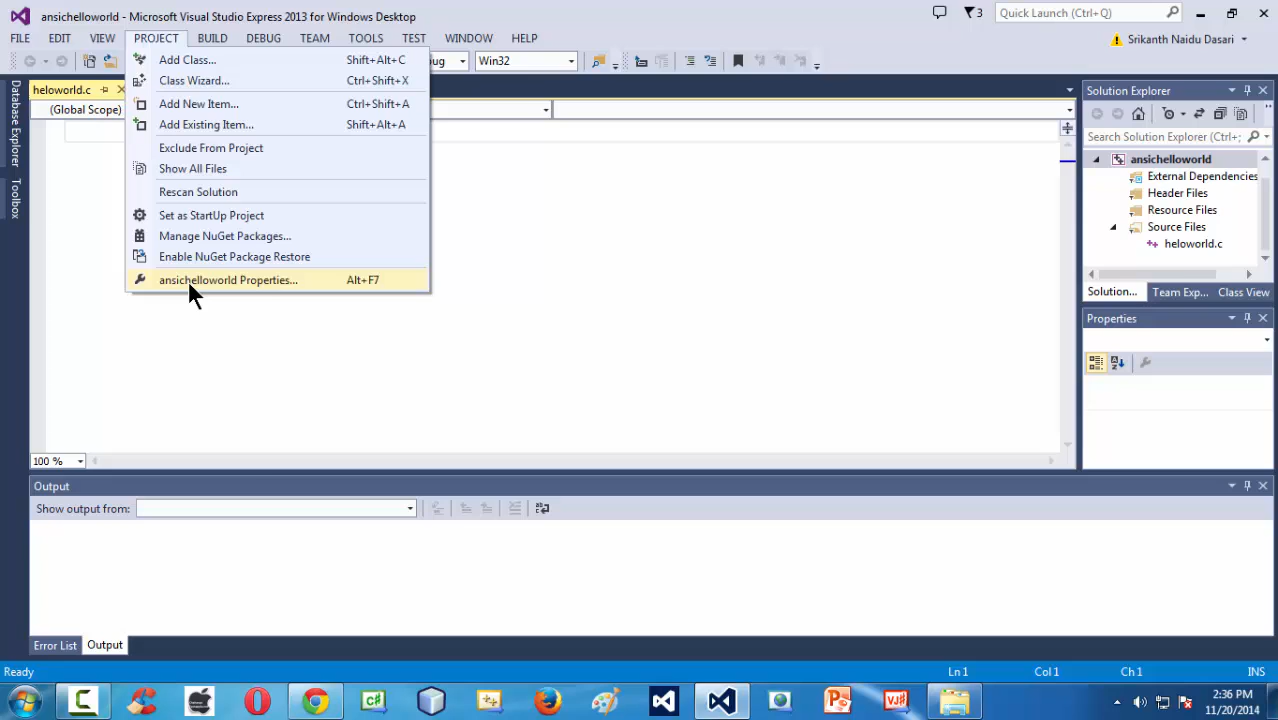 ansichelloworld - Microsoft Visual Studio Express 2013 for Windows Desktop
3
Quick Launch (Ctrl+Q)
FILE EDIT VIEW PROJECT BUILD DEBUG TEAM TOOLS TEST WINDOW HELP
Srikanth Naidu Dasari
ug Win32
Add Class... Shift+Alt+C
Class Wizard... Ctrl+Shift+X
Add New Item... Ctrl+Shift+A
Add Existing Item... Shift+Alt+A
Exclude From Project
Show All Files
Rescan Solution
Set as StartUp Project
Manage NuGet Packages...
Enable NuGet Package Restore
ansichelloworld Properties... Alt+F7
Database Explorer
Toolbox
heloworld.c
(Global Scope)
100 %
Solution Explorer
Search Solution Explorer (Ctrl+;
ansichelloworld
External Dependencies
Header Files
Resource Files
Source Files
heloworld.c
Solution... Team Exp... Class View
Properties
Output
Show output from:
Error List Output
Ready Ln 1 Col 1 Ch 1 INS
2:36 PM
11/20/2014